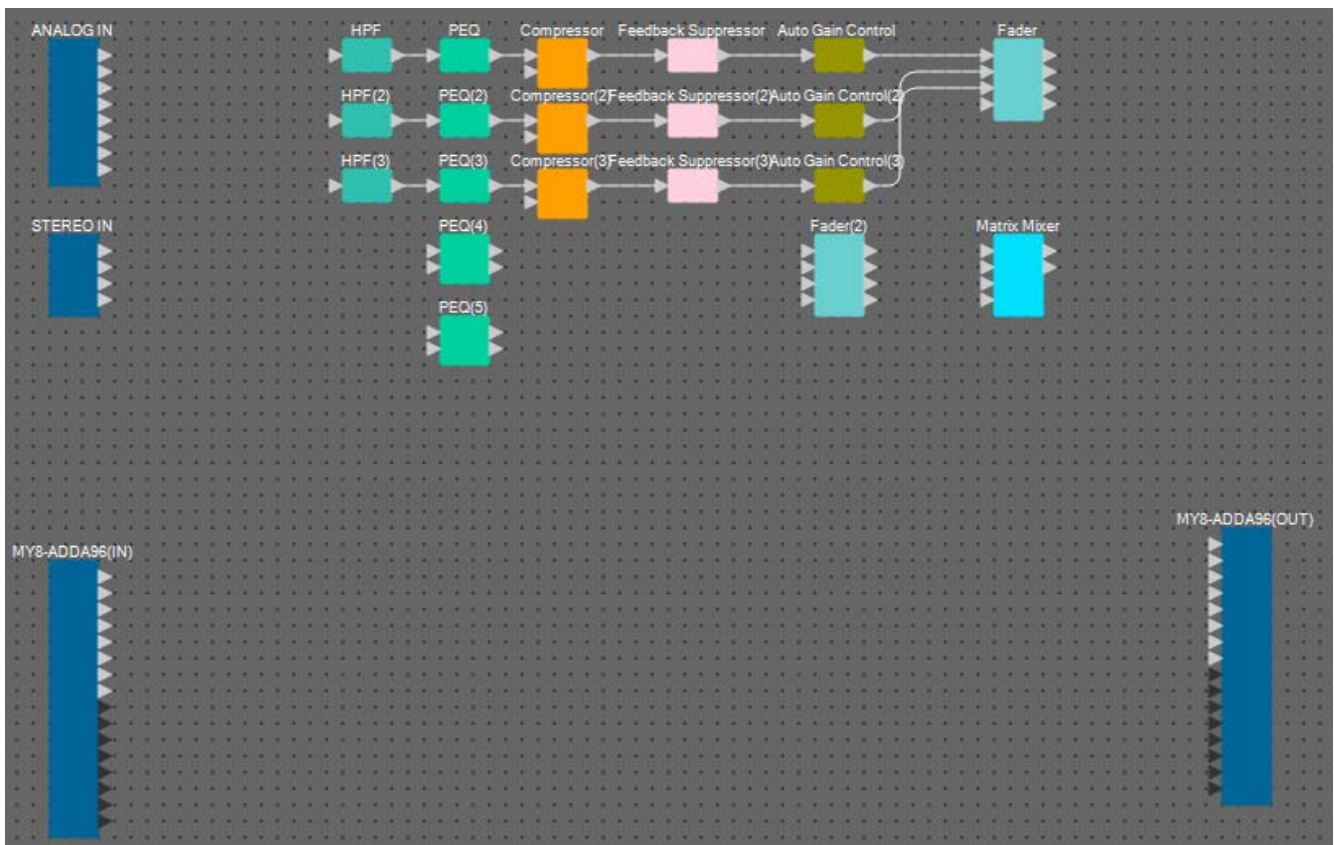 ANALOG IN HPF PEQ Compressor Feedback Suppressor Auto Gain Control Fader
HPF(2) PEQ(2) Compressor(2) Feedback Suppressor(2) Auto Gain Control(2)
HPF(3) PEQ(3) Compressor(3) Feedback Suppressor(3) Auto Gain Control(3)
STEREO IN PEQ(4) Fader(2) Matrix Mixer
PEQ(5)
MY8-ADDA96(OUT)
MY8-ADDA96(IN)